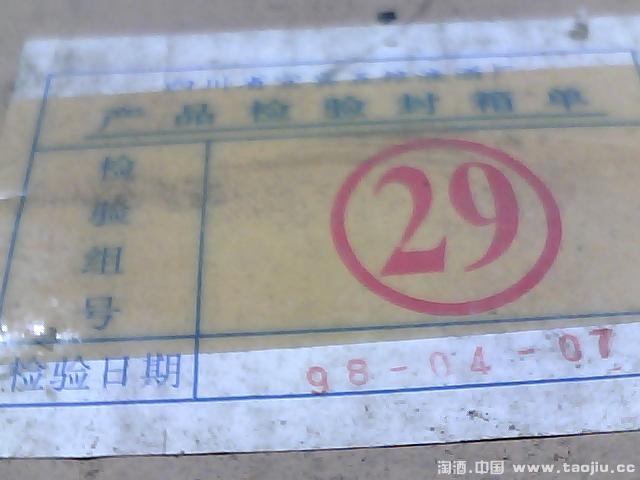 产品检验封箱单
检验组号
29
检验日期
98-04-07
淘酒.中国 www.taojiu.cc